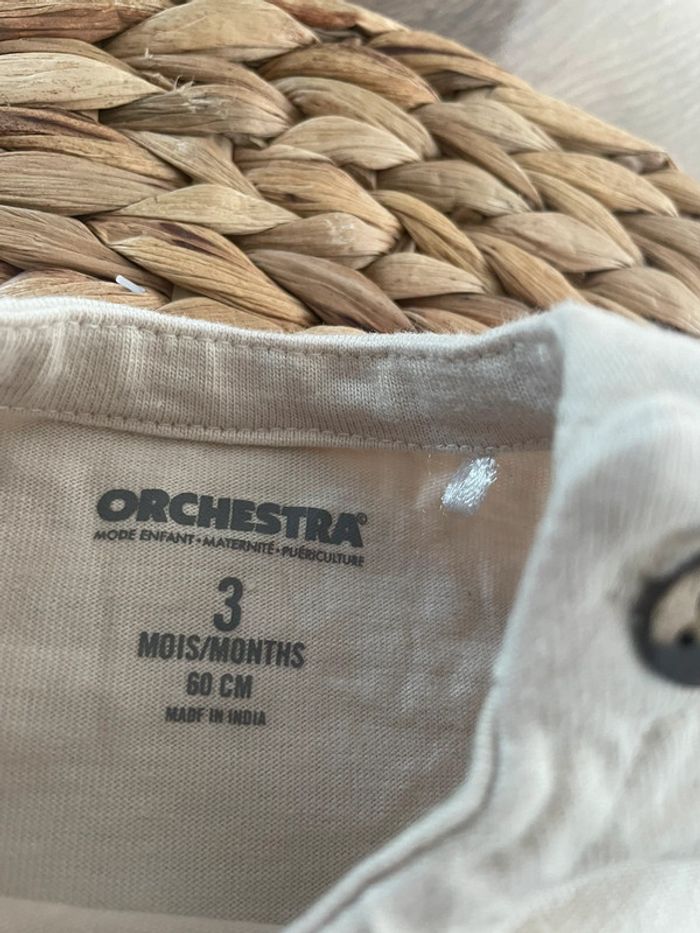 ORCHESTRA®
MODE ENFANT • MATERNITÉ • PUÉRICULTURE
3
MOIS/MONTHS
60 CM
MADE IN INDIA